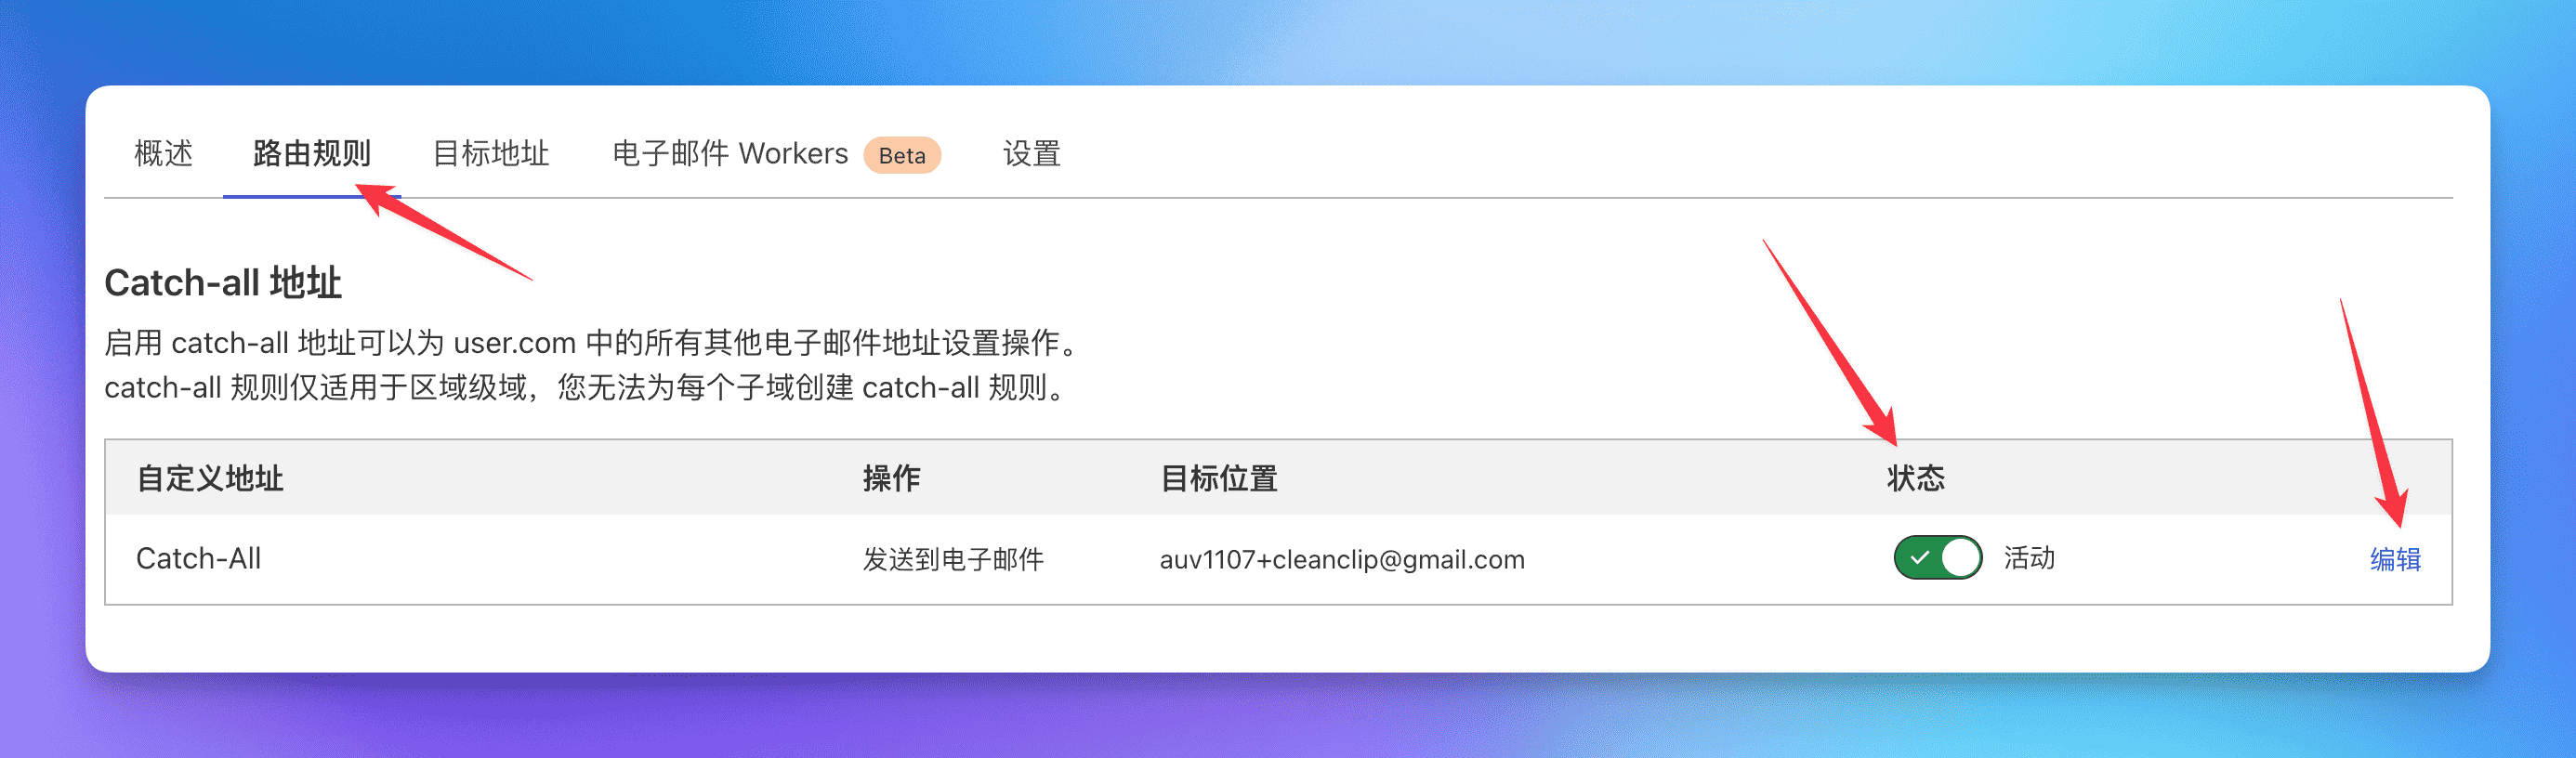 概述 路由规则 目标地址 电子邮件 Workers Beta 设置
Catch-all 地址
启用 catch-all 地址可以为 user.com 中的所有其他电子邮件地址设置操作。
catch-all 规则仅适用于区域级域，您无法为每个子域创建 catch-all 规则。
自定义地址 操作 目标位置 状态
Catch-All 发送到电子邮件 auv1107+cleanclip@gmail.com 活动 编辑